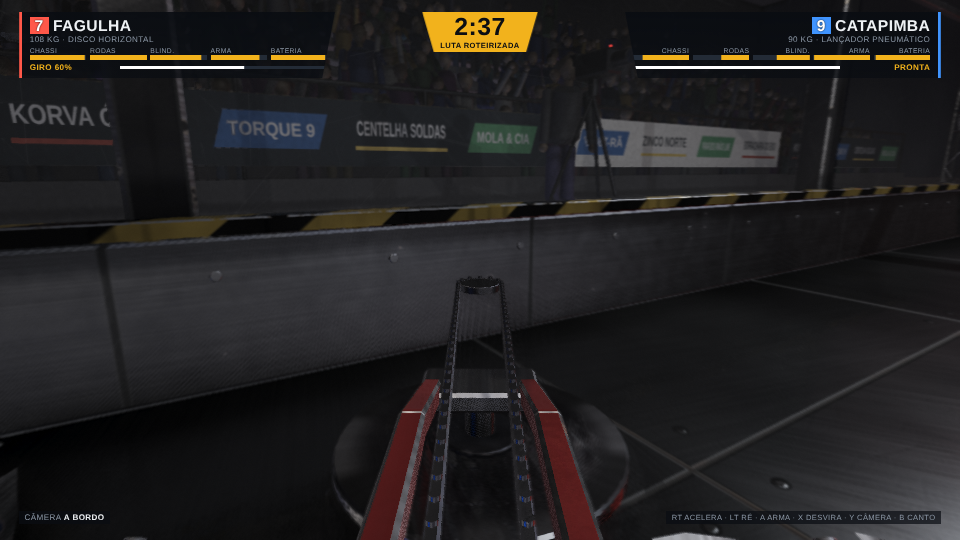 7 FAGULHA
108 KG · DISCO HORIZONTAL
CHASSI RODAS BLIND. ARMA BATERIA
GIRO 60%
2:37
LUTA ROTEIRIZADA
9 CATAPIMBA
90 KG · LANÇADOR PNEUMÁTICO
CHASSI RODAS BLIND. ARMA BATERIA
PRONTA
KORVA
TORQUE 9
CENTELHA SOLDAS
MOLA & CIA
ZINCO NORTE
CÂMERA A BORDO
RT ACELERA · LT RÉ · A ARMA · X DESVIRA · Y CÂMERA · B CANTO